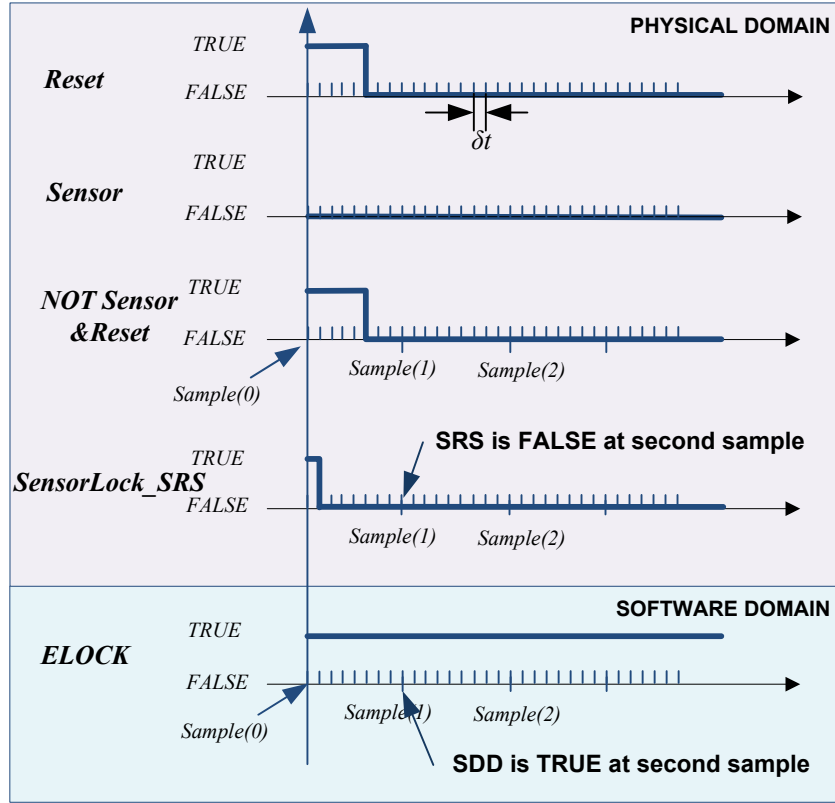 PHYSICAL DOMAIN
TRUE
Reset
FALSE
δt
TRUE
Sensor
FALSE
TRUE
NOT Sensor
&Reset
FALSE
Sample(1) Sample(2)
Sample(0)
SRS is FALSE at second sample
TRUE
SensorLock_SRS
FALSE
Sample(1) Sample(2)
SOFTWARE DOMAIN
TRUE
ELOCK
FALSE
Sample(1) Sample(2)
Sample(0)
SDD is TRUE at second sample